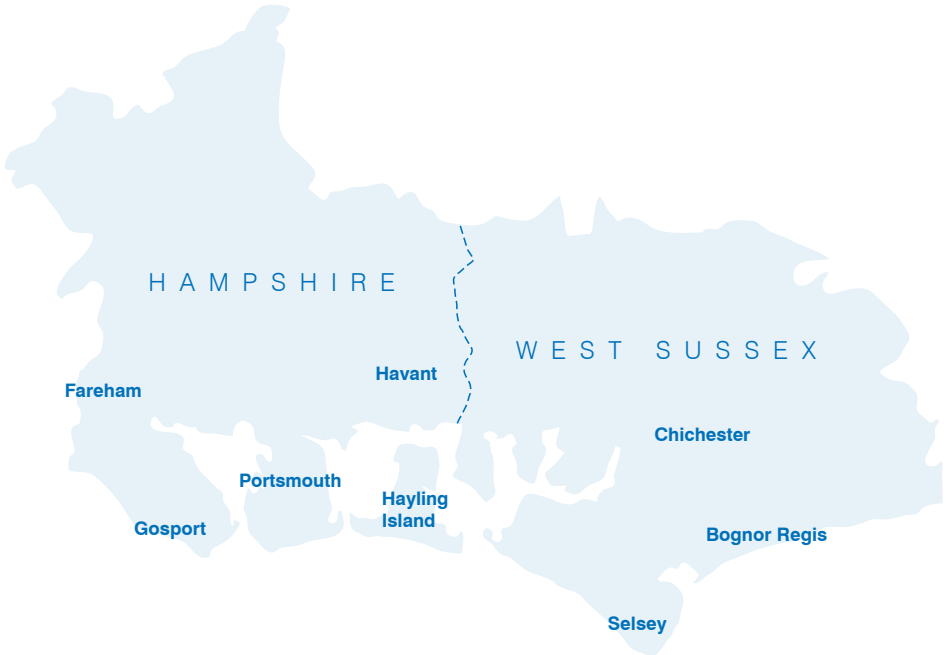 HAMPSHIRE
WEST SUSSEX
Havant
Fareham
Chichester
Portsmouth
Hayling
Island
Gosport
Bognor Regis
Selsey